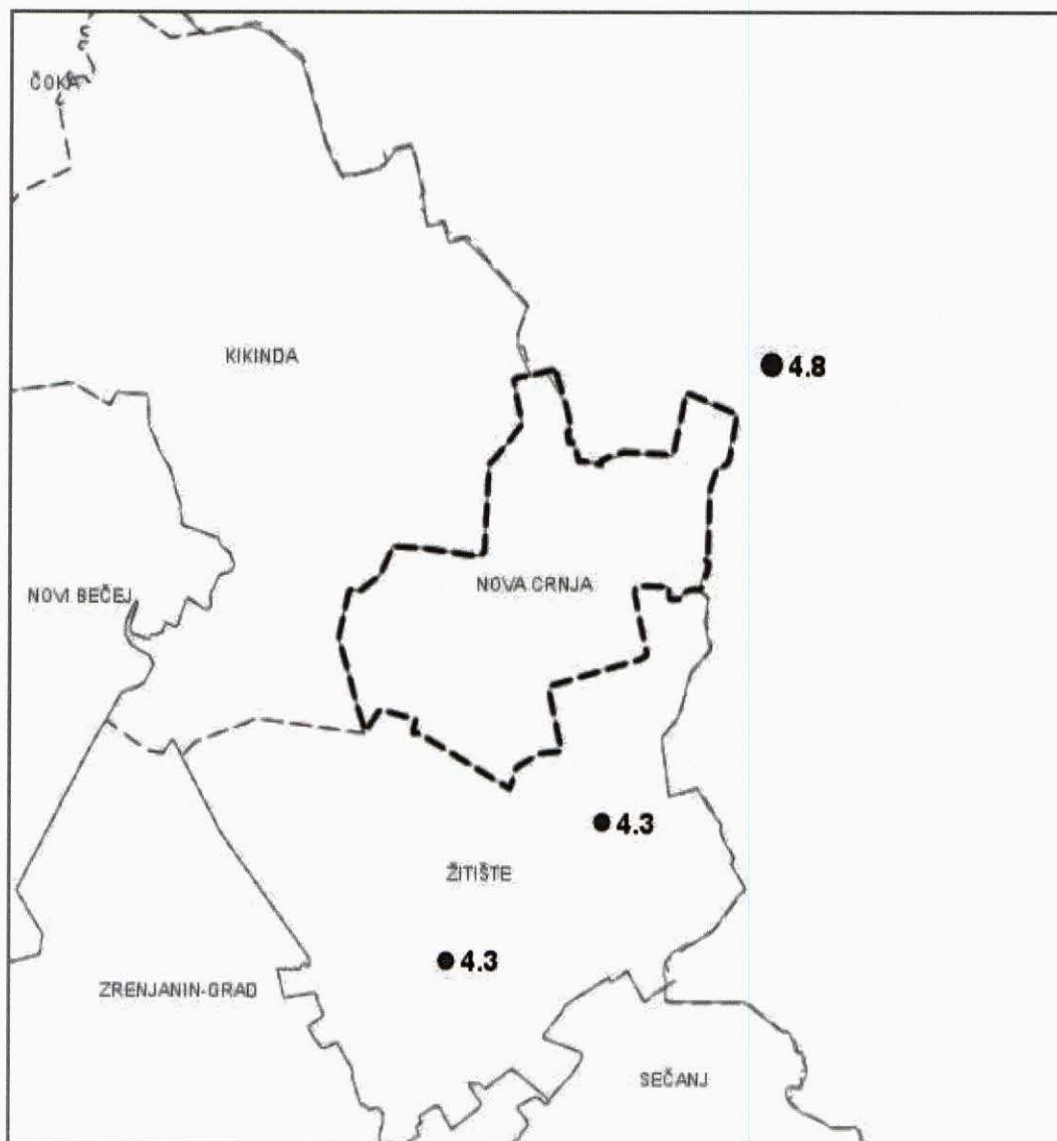 ČOKA
KIKINDA
4.8
NOVA CRNJA
NOVI BEČEJ
4.3
ŽITIŠTE
4.3
ZRENJANIN-GRAD
SEČANJ